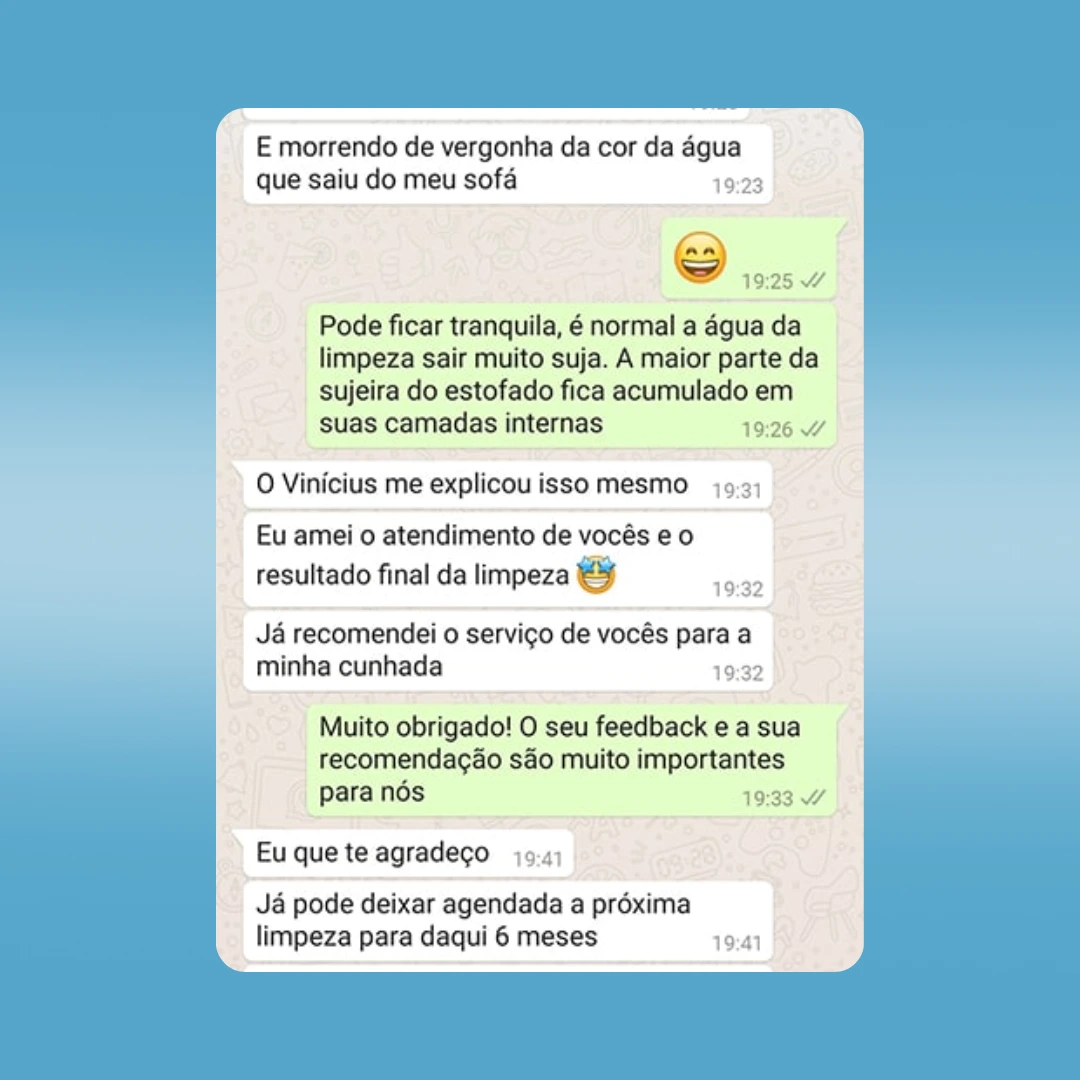 E morrendo de vergonha da cor da água
que saiu do meu sofá
19:23
😄
19:25
Pode ficar tranquila, é normal a água da
limpeza sair muito suja. A maior parte da
sujeira do estofado fica acumulado em
suas camadas internas
19:26
O Vinícius me explicou isso mesmo
19:31
Eu amei o atendimento de vocês e o
resultado final da limpeza 🤩
19:32
Já recomendei o serviço de vocês para a
minha cunhada
19:32
Muito obrigado! O seu feedback e a sua
recomendação são muito importantes
para nós
19:33
Eu que te agradeço
19:41
Já pode deixar agendada a próxima
limpeza para daqui 6 meses
19:41